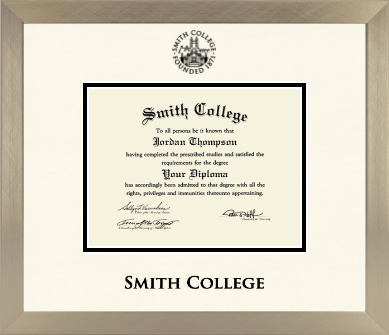 SMITH COLLEGE
FOUNDED 1871
Smith College
To all persons be it known that
Jordan Thompson
having completed the prescribed studies and satisfied the
requirements for the degree
Your Diploma
has accordingly been admitted to that degree with all the
rights, privileges and immunities thereunto appertaining.
SMITH COLLEGE